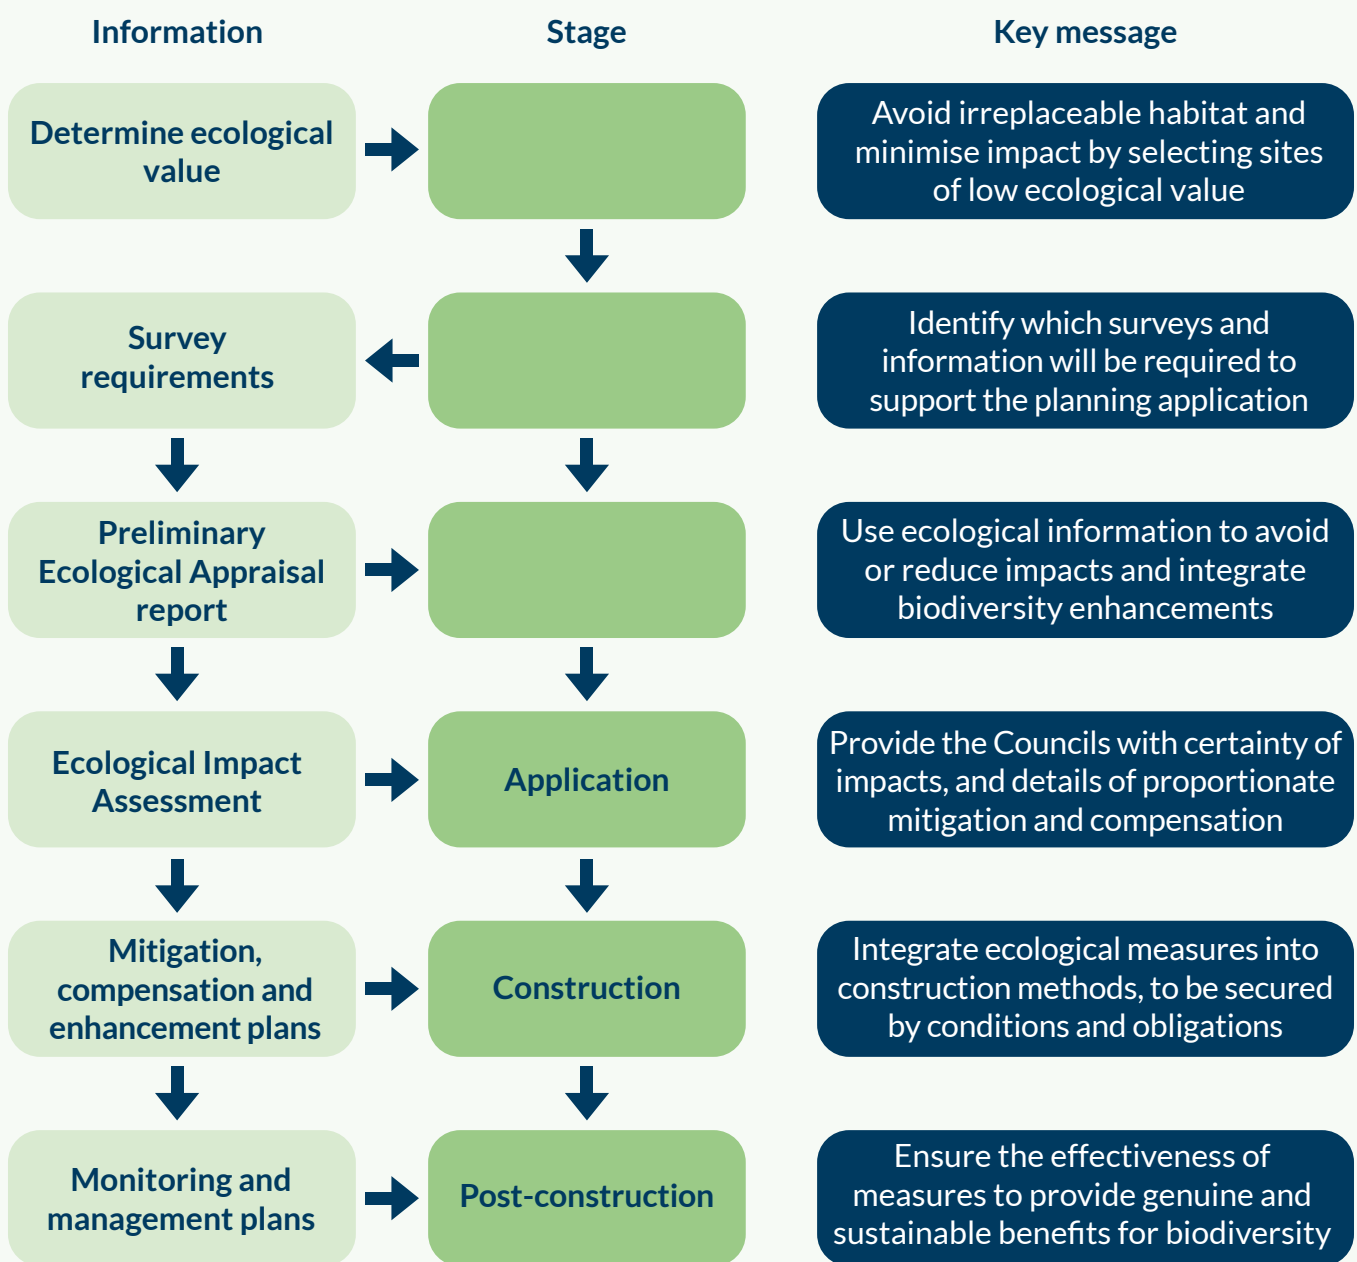 Information
Stage
Key message
Determine ecological
value
Avoid irreplaceable habitat and
minimise impact by selecting sites
of low ecological value
Survey
requirements
Identify which surveys and
information will be required to
support the planning application
Preliminary
Ecological Appraisal
report
Use ecological information to avoid
or reduce impacts and integrate
biodiversity enhancements
Ecological Impact
Assessment
Application
Provide the Councils with certainty of
impacts, and details of proportionate
mitigation and compensation
Mitigation,
compensation and
enhancement plans
Construction
Integrate ecological measures into
construction methods, to be secured
by conditions and obligations
Monitoring and
management plans
Post-construction
Ensure the effectiveness of
measures to provide genuine and
sustainable benefits for biodiversity